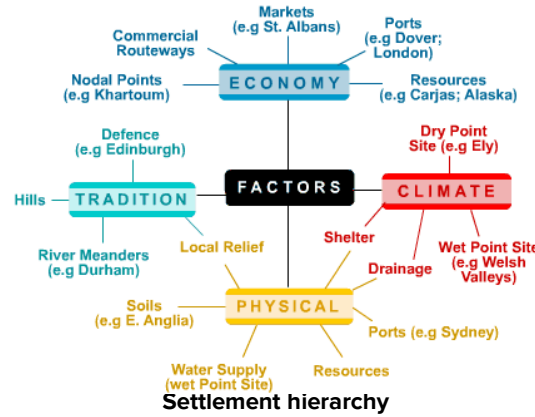 Markets
(e.g St. Albans)
Ports
(e.g Dover;
London)
Commercial
Routeways
Nodal Points
(e.g Khartoum)
ECONOMY
Resources
(e.g Carjas; Alaska)
Defence
(e.g Edinburgh)
Dry Point
Site (e.g Ely)
Hills
TRADITION
FACTORS
CLIMATE
River Meanders
(e.g Durham)
Local Relief
Shelter
Drainage
Wet Point Site
(e.g Welsh
Valleys)
Soils
(e.g E. Anglia)
PHYSICAL
Ports (e.g Sydney)
Water Supply
(wet Point Site)
Resources
Settlement hierarchy